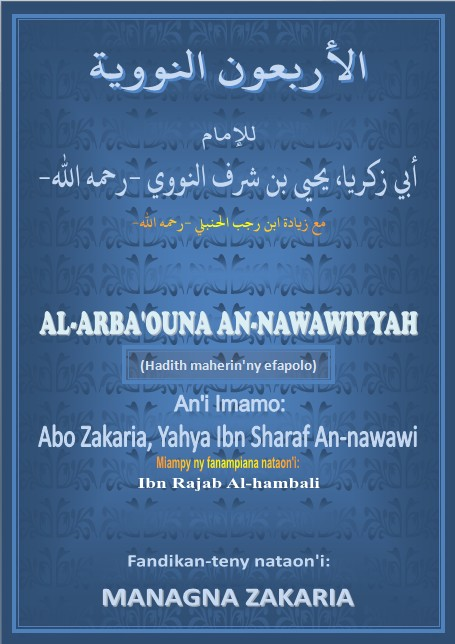 الأربعون النووية
للإمام
أبي زكريا، يحيى بن شرف النووي -رحمه الله-
مع زيادة ابن رجب الحنبلي -رحمه الله-
AL-ARBA'OUNA AN-NAWAWIYYAH
(Hadith maherin'ny efapolo)
An'i Imamo:
Abo Zakaria, Yahya Ibn Sharaf An-nawawi
Miampy ny fanampiana nataon'i:
Ibn Rajab Al-hambali
Fandikan-teny nataon'i:
MANAGNA ZAKARIA